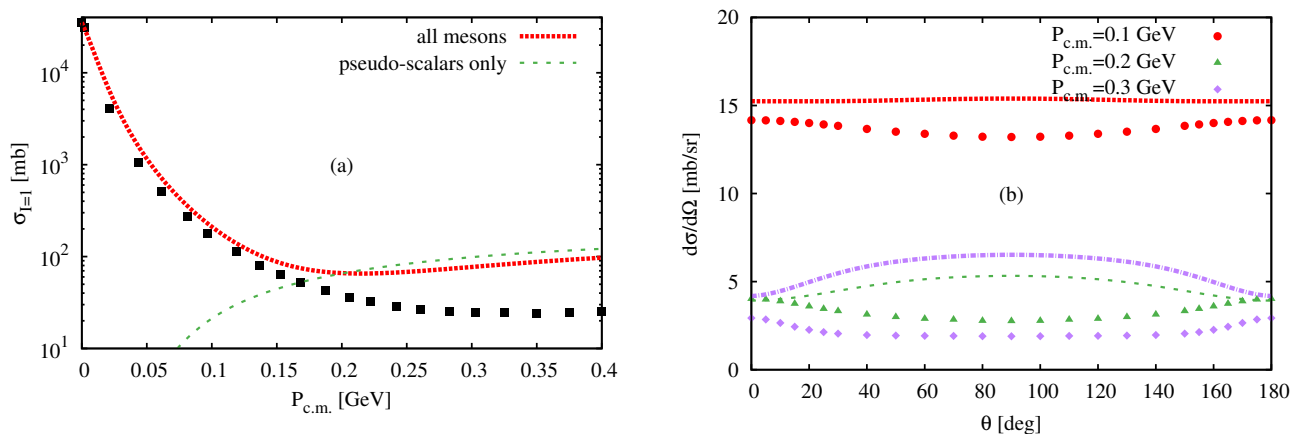 10^4
10^3
10^2
10^1
σ_{I=1} [mb]
all mesons
pseudo-scalars only
(a)
0 0.05 0.1 0.15 0.2 0.25 0.3 0.35 0.4
P_{c.m.} [GeV]
20
15
10
5
0
dσ/dΩ [mb/sr]
P_{c.m.}=0.1 GeV
P_{c.m.}=0.2 GeV
P_{c.m.}=0.3 GeV
(b)
0 20 40 60 80 100 120 140 160 180
θ [deg]